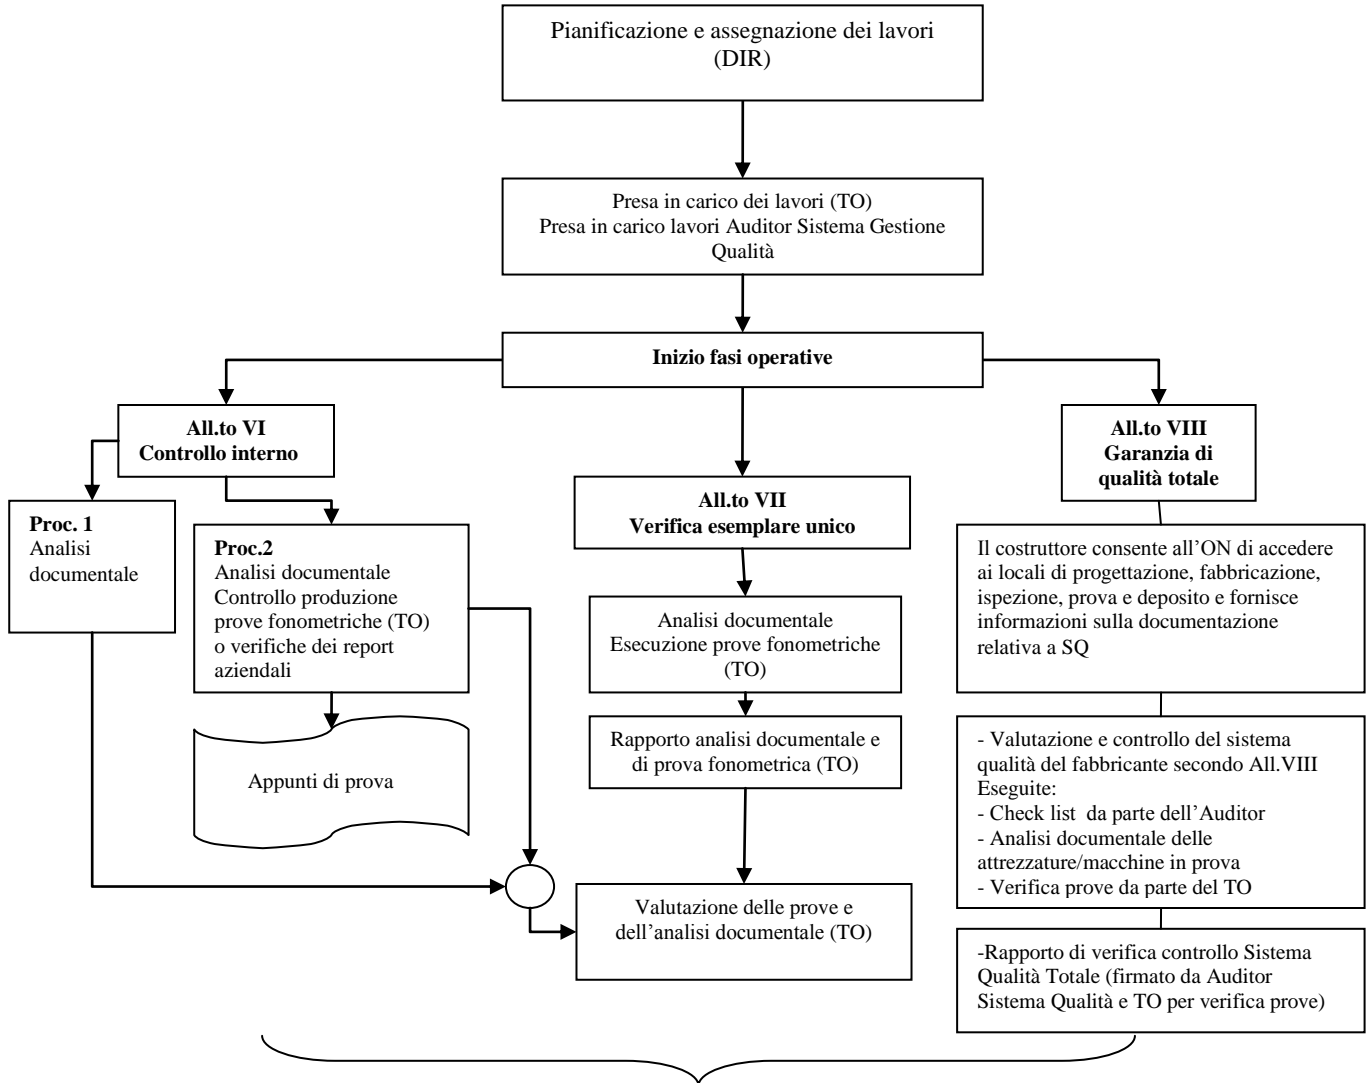 Pianificazione e assegnazione dei lavori
(DIR)
Presa in carico dei lavori (TO)
Presa in carico lavori Auditor Sistema Gestione
Qualità
Inizio fasi operative
All.to VI
Controllo interno
All.to VIII
Garanzia di
qualità totale
All.to VII
Verifica esemplare unico
Proc. 1
Analisi
documentale
Proc.2
Analisi documentale
Controllo produzione
prove fonometriche (TO)
o verifiche dei report
aziendali
Il costruttore consente all’ON di accedere
ai locali di progettazione, fabbricazione,
ispezione, prova e deposito e fornisce
informazioni sulla documentazione
relativa a SQ
Analisi documentale
Esecuzione prove fonometriche
(TO)
Rapporto analisi documentale e
di prova fonometrica (TO)
- Valutazione e controllo del sistema
qualità del fabbricante secondo All.VIII
Eseguite:
- Check list  da parte dell’Auditor
- Analisi documentale delle
attrezzature/macchine in prova
- Verifica prove da parte del TO
Appunti di prova
Valutazione delle prove e
dell’analisi documentale (TO)
-Rapporto di verifica controllo Sistema
Qualità Totale (firmato da Auditor
Sistema Qualità e TO per verifica prove)